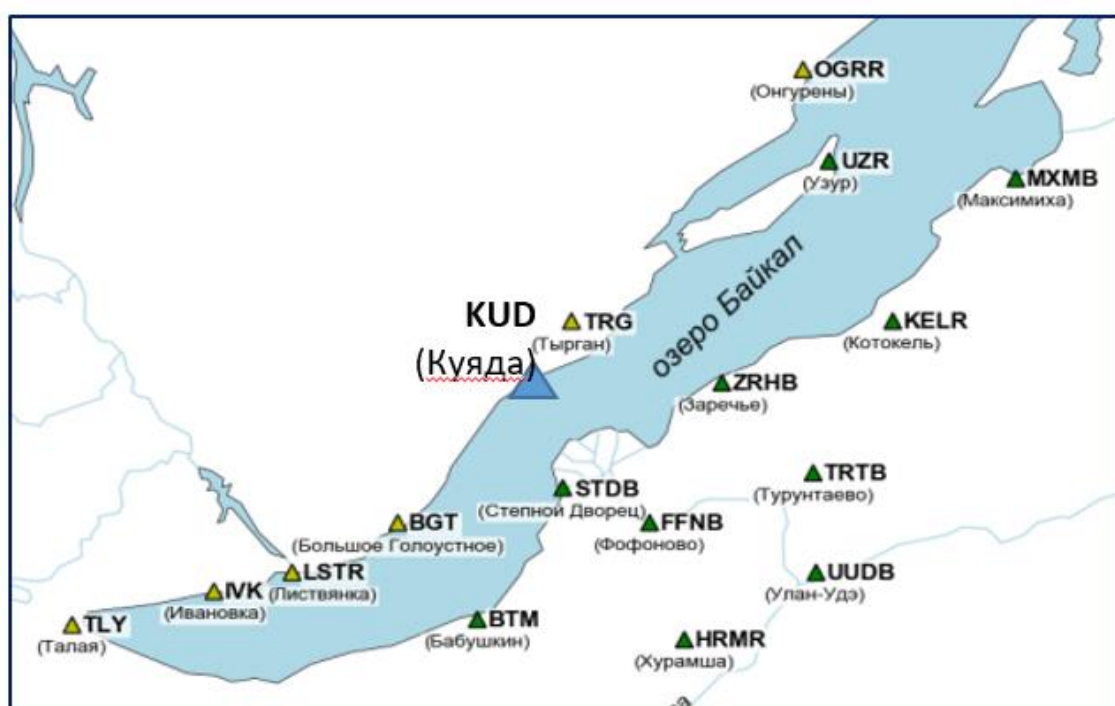 OGRR
(Онгурены)
UZR
(Узур)
MXMB
(Максимиха)
озеро Байкал
KUD
(Куяда)
TRG
(Тырган)
KELR
(Котокель)
ZRHB
(Заречье)
TRTB
(Турунтаево)
STDB
(Степной Дворец)
FFNB
(Фофоново)
BGT
(Большое Голоустное)
LSTR
(Листвянка)
UUDB
(Улан-Удэ)
IVK
(Ивановка)
TLY
(Талая)
BTM
(Бабушкин)
HRMR
(Хурамша)